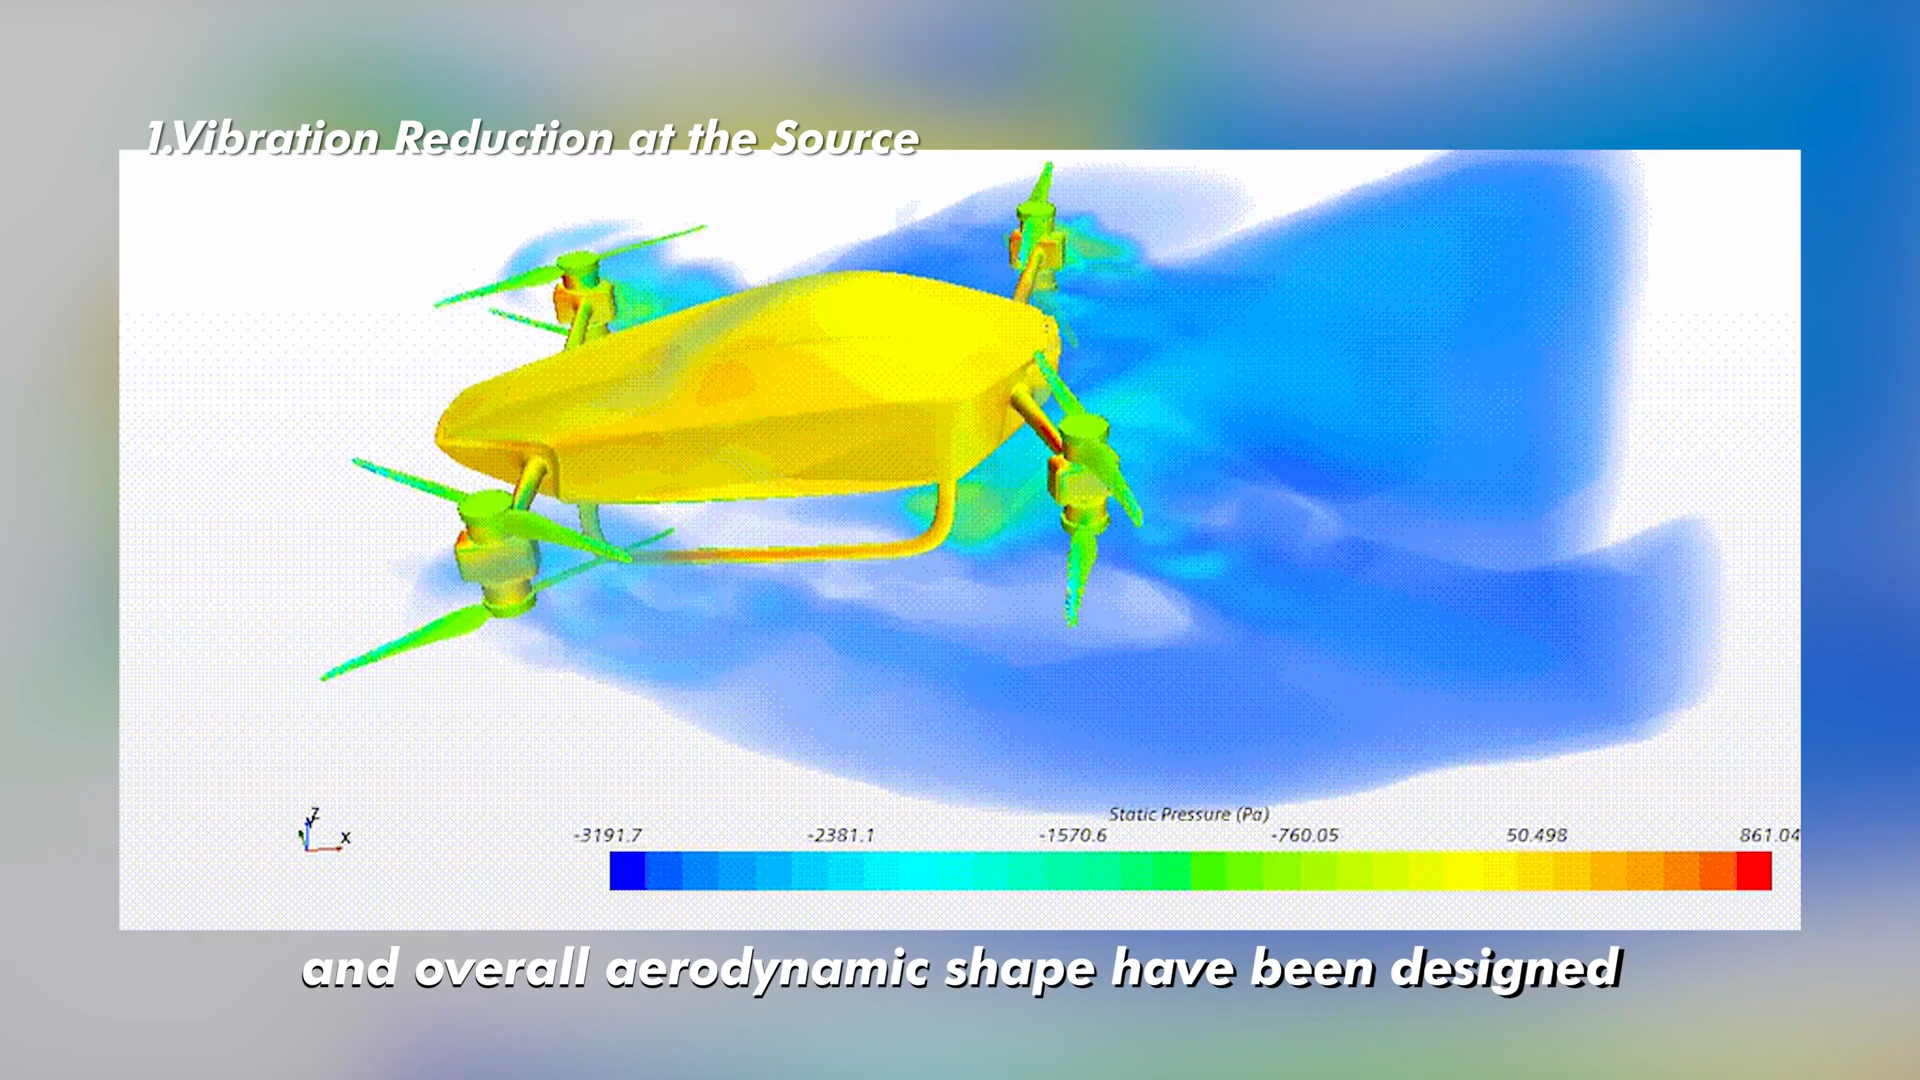 1.Vibration Reduction at the Source
Static Pressure (Pa)
-3191.7 -2381.1 -1570.6 -760.05 50.498 861.04
Z
Y
X
and overall aerodynamic shape have been designed